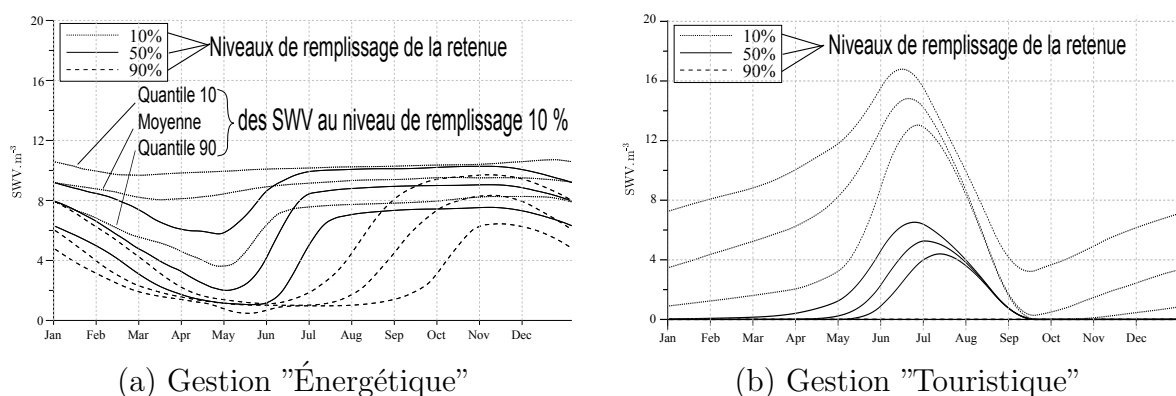 20
16
12
8
4
0
SWV.m-3
10%
50%
90%
Niveaux de remplissage de la retenue
Quantile 10
Moyenne
Quantile 90
des SWV au niveau de remplissage 10 %
Jan Feb Mar Apr May Jun Jul Aug Sep Oct Nov Dec
(a) Gestion ”Énergétique”
20
16
12
8
4
0
SWV.m-3
10%
50%
90%
Niveaux de remplissage de la retenue
Jan Feb Mar Apr May Jun Jul Aug Sep Oct Nov Dec
(b) Gestion ”Touristique”